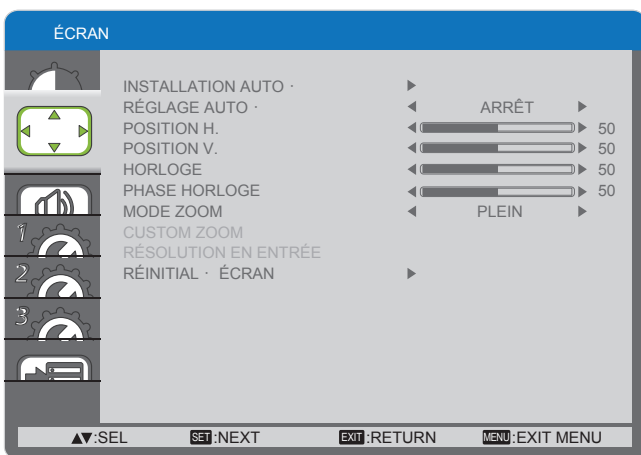 ÉCRAN
INSTALLATION AUTO ·
RÉGLAGE AUTO · ARRÊT
POSITION H. 50
POSITION V. 50
HORLOGE 50
PHASE HORLOGE 50
MODE ZOOM PLEIN
CUSTOM ZOOM
RÉSOLUTION EN ENTRÉE
RÉINITIAL · ÉCRAN
1
2
3
▲▼:SEL SET:NEXT EXIT:RETURN MENU:EXIT MENU